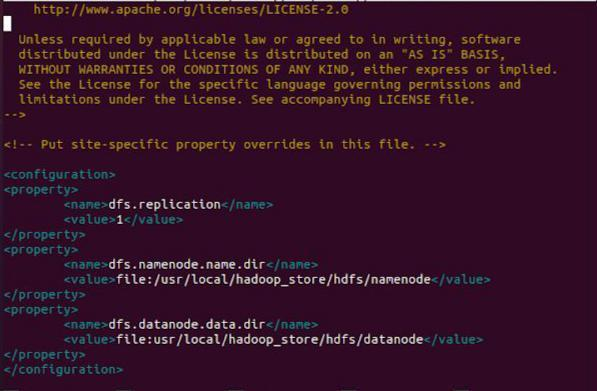 http://www.apache.org/licenses/LICENSE-2.0
Unless required by applicable law or agreed to in writing, software
distributed under the License is distributed on an "AS IS" BASIS,
WITHOUT WARRANTIES OR CONDITIONS OF ANY KIND, either express or implied.
See the License for the specific language governing permissions and
limitations under the License. See accompanying LICENSE file.
-->
<!-- Put site-specific property overrides in this file. -->
<configuration>
<property>
<name>dfs.replication</name>
<value>1</value>
</property>
<property>
<name>dfs.namenode.name.dir</name>
<value>file:/usr/local/hadoop_store/hdfs/namenode</value>
</property>
<property>
<name>dfs.datanode.data.dir</name>
<value>file:usr/local/hadoop_store/hdfs/datanode</value>
</property>
</configuration>